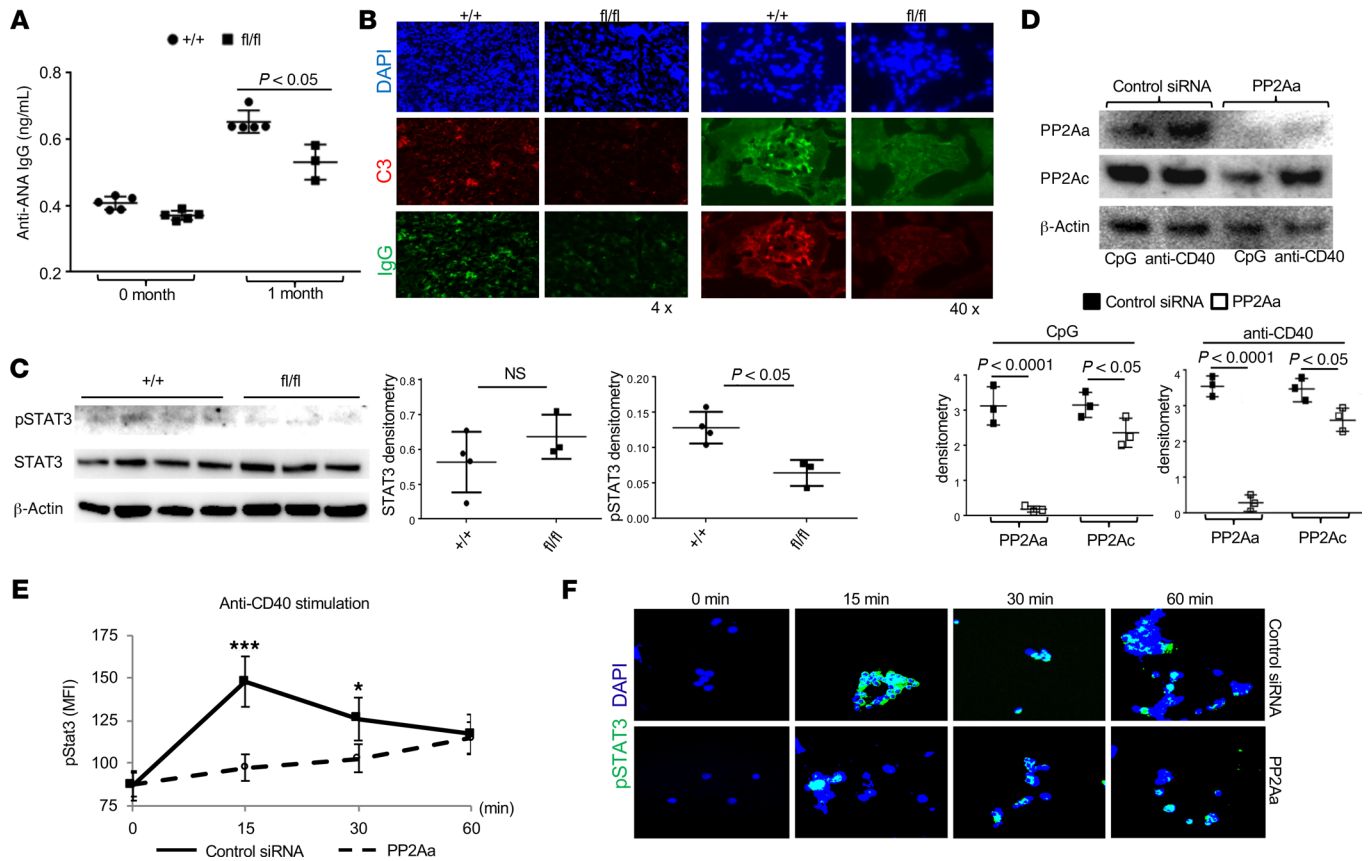 A
+/+ fl/fl
P < 0.05
Anti-ANA IgG (ng/mL)
0.8
0.6
0.4
0.2
0 month 1 month
B
+/+ fl/fl +/+ fl/fl
DAPI
C3
IgG
4 x 40 x
C
+/+ fl/fl
pSTAT3
STAT3
β-Actin
NS
STAT3 densitometry
0.8
0.7
0.6
0.5
0.4
+/+ fl/fl
P < 0.05
pSTAT3 densitometry
0.20
0.15
0.10
0.05
0.00
+/+ fl/fl
D
Control siRNA PP2Aa
PP2Aa
PP2Ac
β-Actin
CpG anti-CD40 CpG anti-CD40
Control siRNA PP2Aa
CpG
P < 0.0001 P < 0.05
densitometry
4
3
2
1
0
PP2Aa PP2Ac
anti-CD40
P < 0.0001 P < 0.05
densitometry
4
3
2
1
0
PP2Aa PP2Ac
E
Anti-CD40 stimulation
pStat3 (MFI)
175
150
125
100
75
***
*
0 15 30 60 (min)
Control siRNA PP2Aa
F
0 min 15 min 30 min 60 min
pSTAT3 DAPI
Control siRNA
PP2Aa